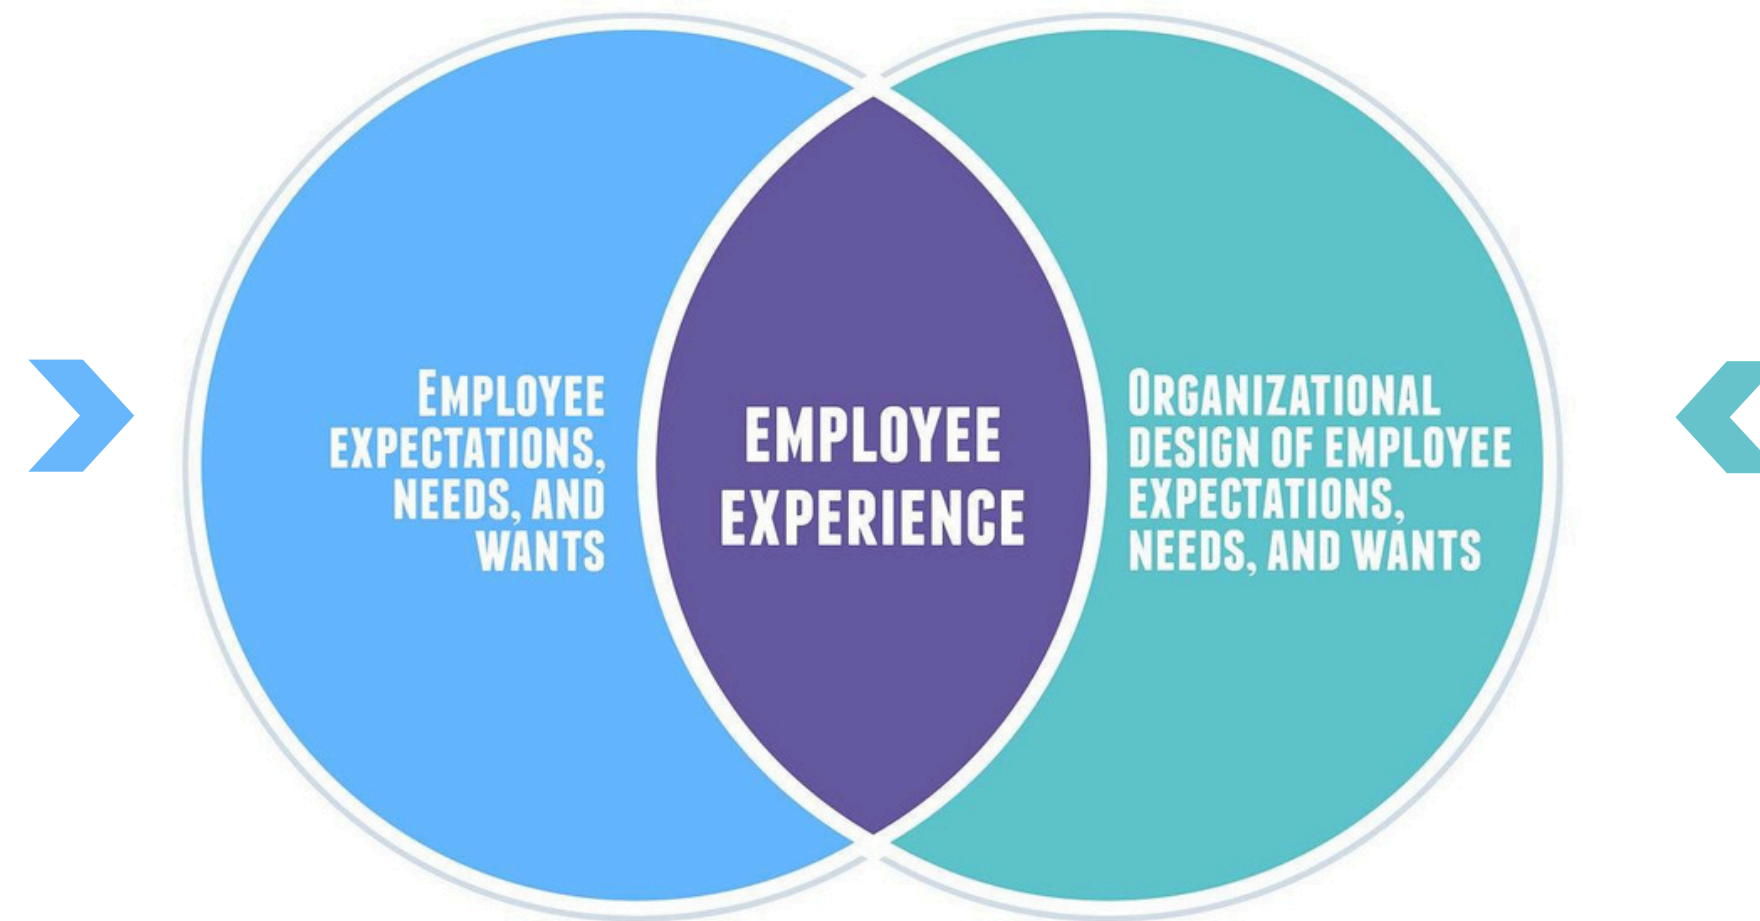 EMPLOYEE
EXPECTATIONS,
NEEDS, AND
WANTS
EMPLOYEE
EXPERIENCE
ORGANIZATIONAL
DESIGN OF EMPLOYEE
EXPECTATIONS,
NEEDS, AND WANTS